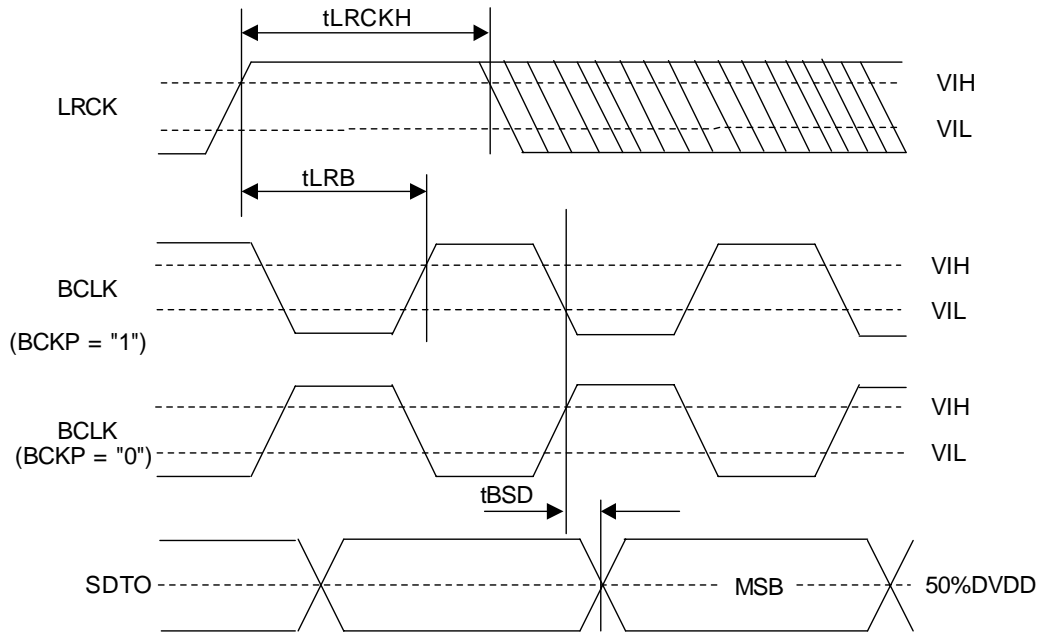 tLRCKH
LRCK
VIH
VIL
tLRB
BCLK
(BCKP = "1")
VIH
VIL
BCLK
(BCKP = "0")
VIH
VIL
tBSD
SDTO
MSB
50%DVDD